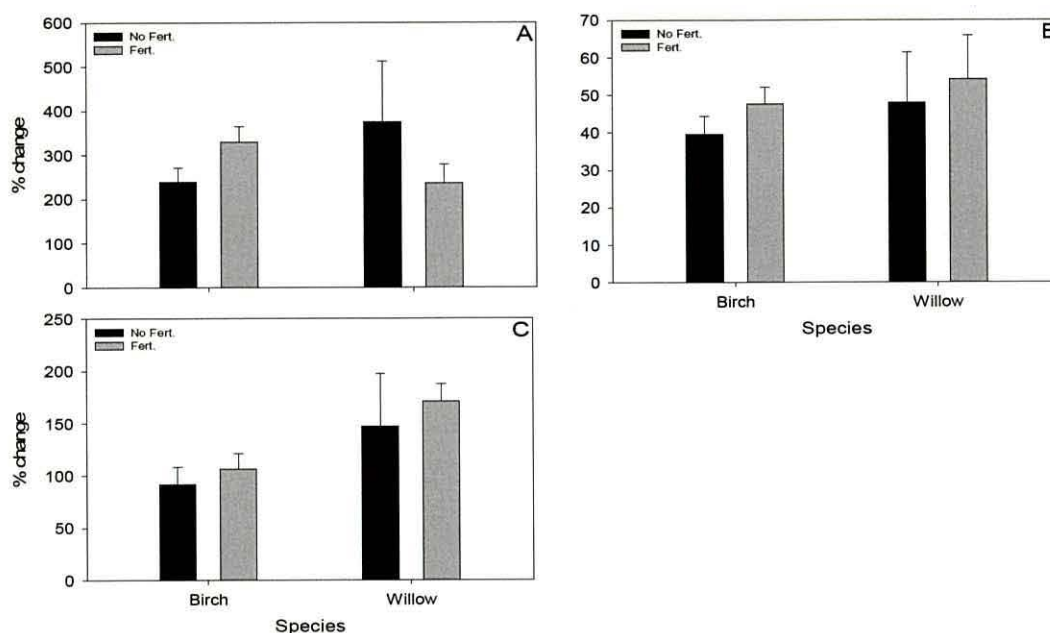 A
No Fert.
Fert.
600
500
400
300
200
100
0
% change
B
No Fert.
Fert.
70
60
50
40
30
20
10
0
Birch
Willow
Species
C
No Fert.
Fert.
250
200
150
100
50
0
% change
Birch
Willow
Species